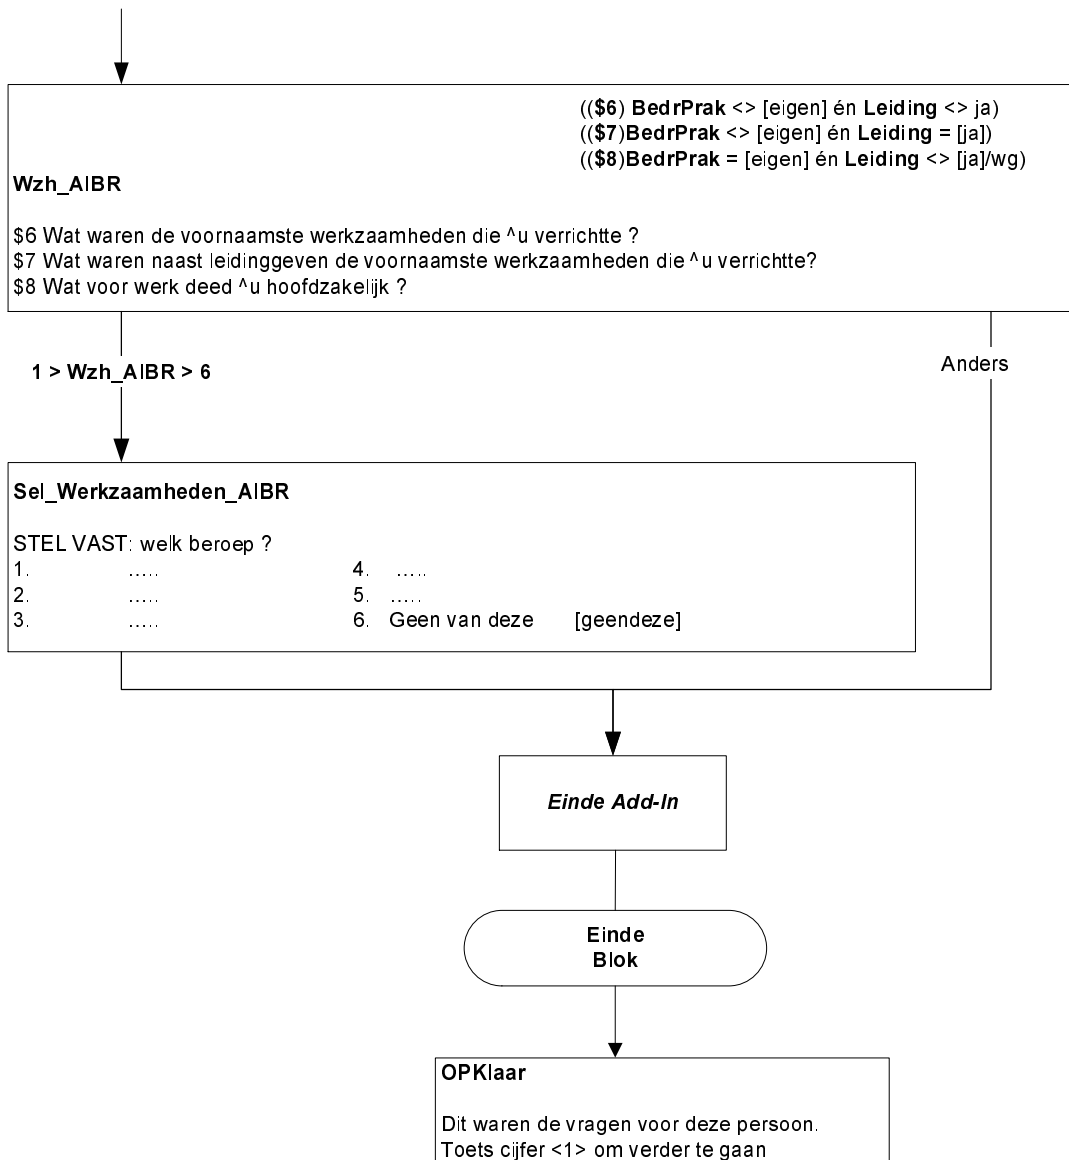 (($6) BedrPrak <> [eigen] én Leiding <> ja)
(($7)BedrPrak <> [eigen] én Leiding = [ja])
(($8)BedrPrak = [eigen] én Leiding <> [ja]/wg)
Wzh_AIBR
$6 Wat waren de voornaamste werkzaamheden die ^u verrichtte ?
$7 Wat waren naast leidinggeven de voornaamste werkzaamheden die ^u verrichtte?
$8 Wat voor werk deed ^u hoofdzakelijk ?
1 > Wzh_AIBR > 6
Anders
Sel_Werkzaamheden_AIBR
STEL VAST: welk beroep ?
1. ..... 4. .....
2. ..... 5. .....
3. ..... 6. Geen van deze [geendeze]
Einde Add-In
Einde
Blok
OPKlaar
Dit waren de vragen voor deze persoon.
Toets cijfer <1> om verder te gaan